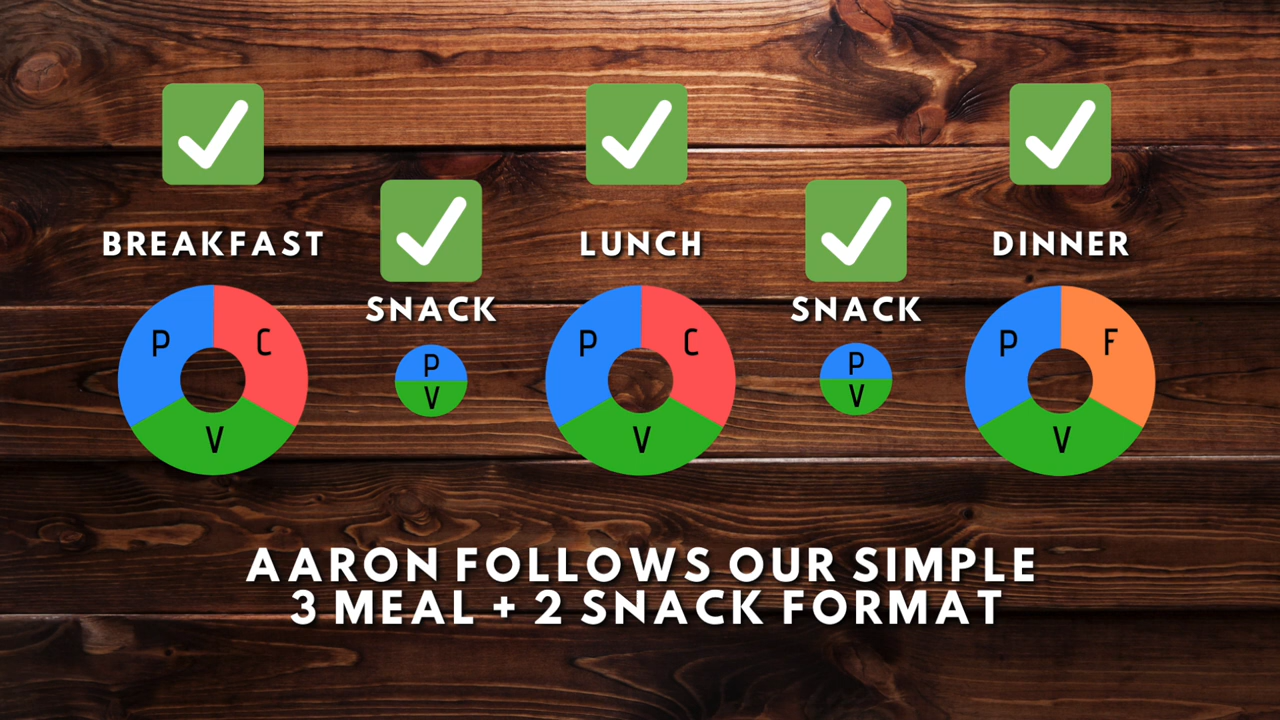 BREAKFAST
P
C
V
SNACK
P
V
LUNCH
P
C
V
SNACK
P
V
DINNER
P
F
V
AARON FOLLOWS OUR SIMPLE
3 MEAL + 2 SNACK FORMAT